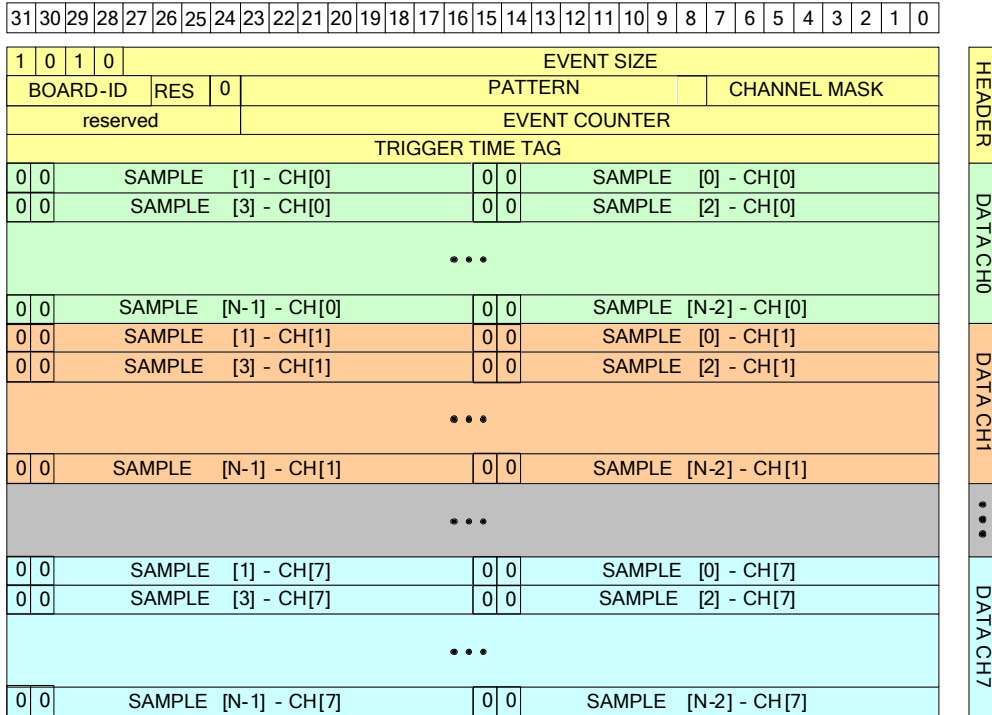 31 30 29 28 27 26 25 24 23 22 21 20 19 18 17 16 15 14 13 12 11 10 9 8 7 6 5 4 3 2 1 0
1 0 1 0 EVENT SIZE
BOARD-ID RES 0 PATTERN CHANNEL MASK
reserved EVENT COUNTER
TRIGGER TIME TAG
HEADER
0 0 SAMPLE [1] - CH[0] 0 0 SAMPLE [0] - CH[0]
0 0 SAMPLE [3] - CH[0] 0 0 SAMPLE [2] - CH[0]
...
0 0 SAMPLE [N-1] - CH[0] 0 0 SAMPLE [N-2] - CH[0]
DATA CH0
0 0 SAMPLE [1] - CH[1] 0 0 SAMPLE [0] - CH[1]
0 0 SAMPLE [3] - CH[1] 0 0 SAMPLE [2] - CH[1]
...
0 0 SAMPLE [N-1] - CH[1] 0 0 SAMPLE [N-2] - CH[1]
DATA CH1
...
...
0 0 SAMPLE [1] - CH[7] 0 0 SAMPLE [0] - CH[7]
0 0 SAMPLE [3] - CH[7] 0 0 SAMPLE [2] - CH[7]
...
0 0 SAMPLE [N-1] - CH[7] 0 0 SAMPLE [N-2] - CH[7]
DATA CH7